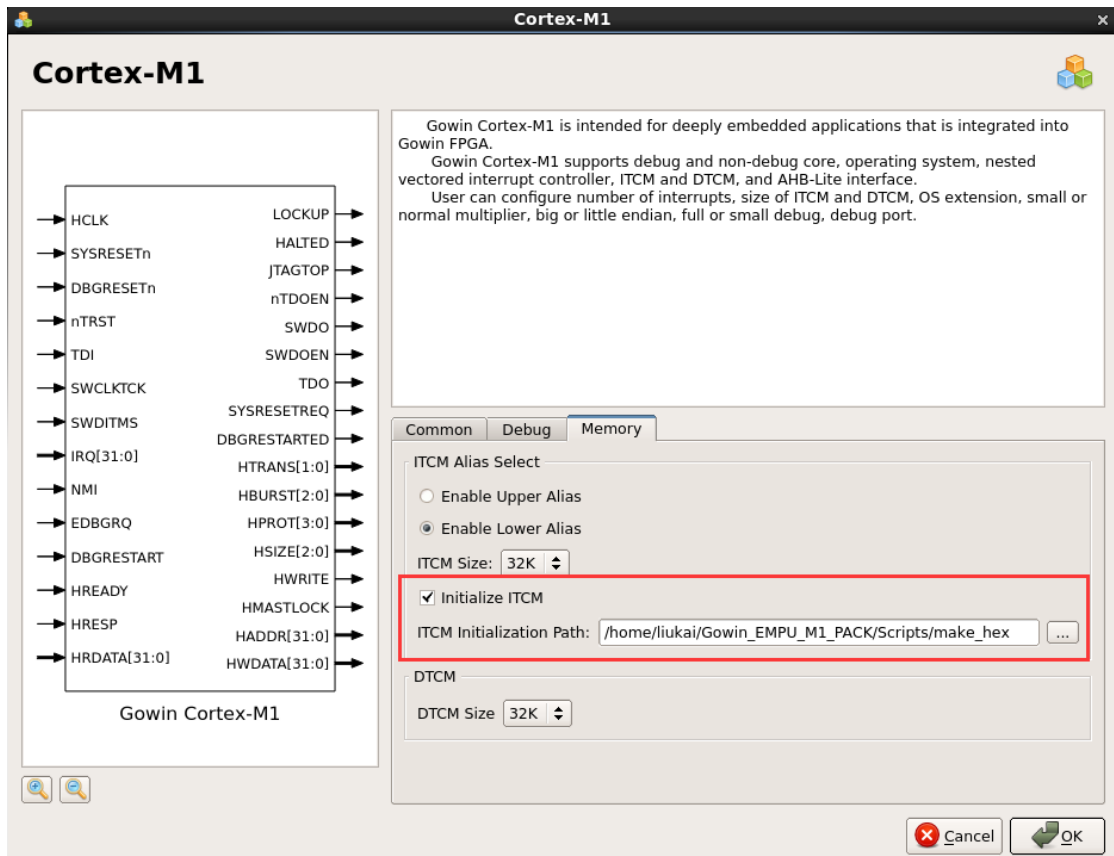 Cortex-M1
Cortex-M1
HCLK
SYSRESETn
DBGRESETn
nTRST
TDI
SWCLKTCK
SWDITMS
IRQ[31:0]
NMI
EDBGRQ
DBGRESTART
HREADY
HRESP
HRDATA[31:0]
LOCKUP
HALTED
JTAGTOP
nTDOEN
SWDO
SWDOEN
TDO
SYSRESETREQ
DBGRESTARTED
HTRANS[1:0]
HBURST[2:0]
HPROT[3:0]
HSIZE[2:0]
HWRITE
HMASTLOCK
HADDR[31:0]
HWDATA[31:0]
Gowin Cortex-M1
Gowin Cortex-M1 is intended for deeply embedded applications that is integrated into
Gowin FPGA.
Gowin Cortex-M1 supports debug and non-debug core, operating system, nested
vectored interrupt controller, ITCM and DTCM, and AHB-Lite interface.
User can configure number of interrupts, size of ITCM and DTCM, OS extension, small or
normal multiplier, big or little endian, full or small debug, debug port.
Common Debug Memory
ITCM Alias Select
Enable Upper Alias
Enable Lower Alias
ITCM Size: 32K
Initialize ITCM
ITCM Initialization Path: /home/liukai/Gowin_EMPU_M1_PACK/Scripts/make_hex ...
DTCM
DTCM Size 32K
Cancel OK